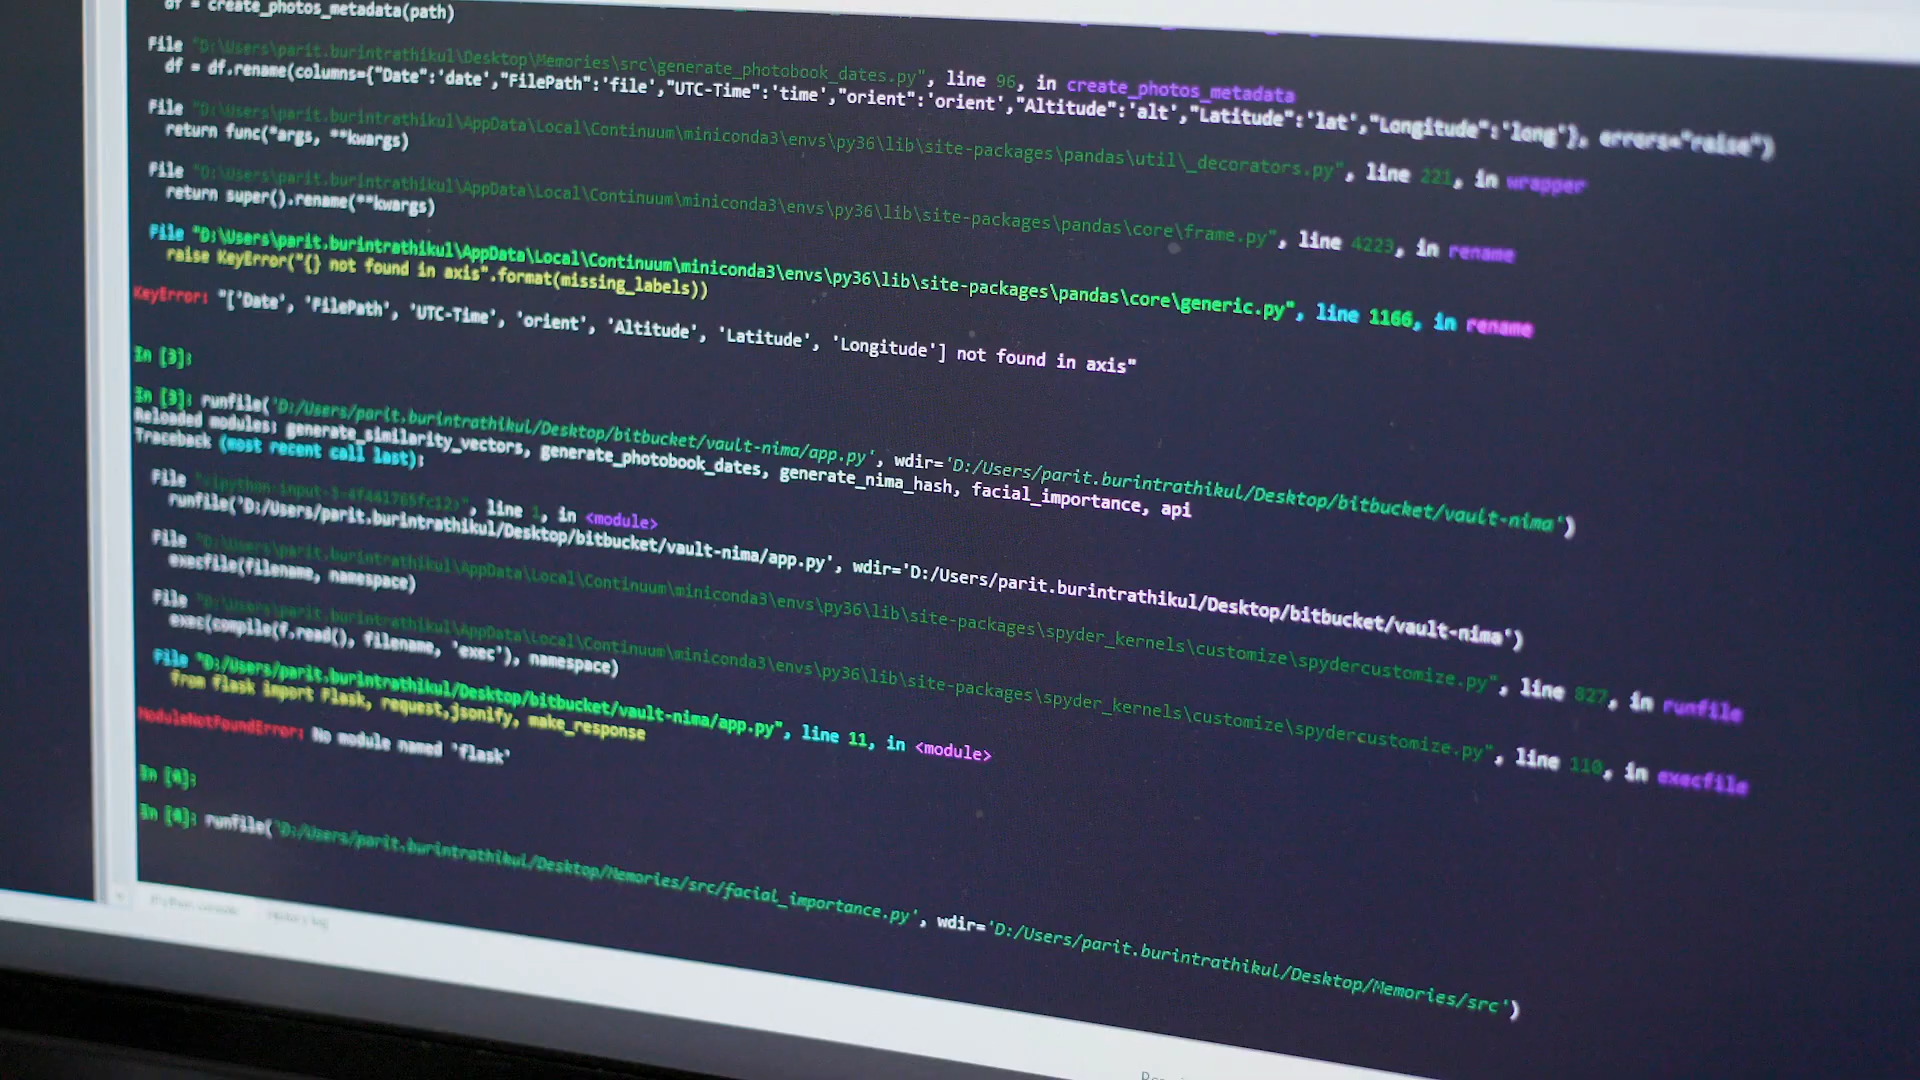 df = create_photos_metadata(path)
File "D:\Users\parit.burintrathikul\Desktop\Memories\src\generate_photobook_dates.py", line 96, in create_photos_metadata
df = df.rename(columns={"Date":'date',"FilePath":'file',"UTC-Time":'time',"orient":'orient',"Altitude":'alt',"Latitude":'lat',"Longitude":'long'}, errors="raise")
File "D:\Users\parit.burintrathikul\AppData\Local\Continuum\miniconda3\envs\py36\lib\site-packages\pandas\util\_decorators.py", line 221, in wrapper
return func(*args, **kwargs)
File "D:\Users\parit.burintrathikul\AppData\Local\Continuum\miniconda3\envs\py36\lib\site-packages\pandas\core\frame.py", line 4223, in rename
return super().rename(**kwargs)
File "D:\Users\parit.burintrathikul\AppData\Local\Continuum\miniconda3\envs\py36\lib\site-packages\pandas\core\generic.py", line 1166, in rename
raise KeyError("{} not found in axis".format(missing_labels))
KeyError: "['Date', 'FilePath', 'UTC-Time', 'orient', 'Altitude', 'Latitude', 'Longitude'] not found in axis"
In [3]:
In [3]: runfile('D:/Users/parit.burintrathikul/Desktop/bitbucket/vault-nima/app.py', wdir='D:/Users/parit.burintrathikul/Desktop/bitbucket/vault-nima')
Reloaded modules: generate_similarity_vectors, generate_photobook_dates, generate_nima_hash, facial_importance, api
Traceback (most recent call last):
File "<ipython-input-3-4f441765fc12>", line 1, in <module>
runfile('D:/Users/parit.burintrathikul/Desktop/bitbucket/vault-nima/app.py', wdir='D:/Users/parit.burintrathikul/Desktop/bitbucket/vault-nima')
File "D:\Users\parit.burintrathikul\AppData\Local\Continuum\miniconda3\envs\py36\lib\site-packages\spyder_kernels\customize\spydercustomize.py", line 827, in runfile
execfile(filename, namespace)
File "D:\Users\parit.burintrathikul\AppData\Local\Continuum\miniconda3\envs\py36\lib\site-packages\spyder_kernels\customize\spydercustomize.py", line 110, in execfile
exec(compile(f.read(), filename, 'exec'), namespace)
File "D:/Users/parit.burintrathikul/Desktop/bitbucket/vault-nima/app.py", line 11, in <module>
from flask import Flask, request,jsonify, make_response
ModuleNotFoundError: No module named 'flask'
In [4]:
In [4]: runfile('D:/Users/parit.burintrathikul/Desktop/Memories/src/facial_importance.py', wdir='D:/Users/parit.burintrathikul/Desktop/Memories/src')
IPython console
History log